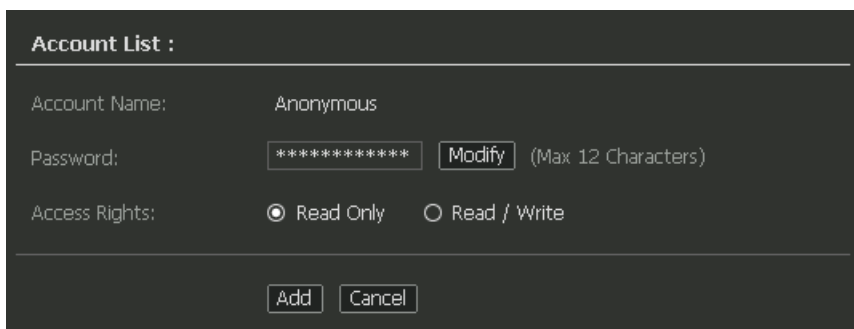 Account List :
Account Name: Anonymous
Password: ************ Modify (Max 12 Characters)
Access Rights: Read Only Read / Write
Add Cancel